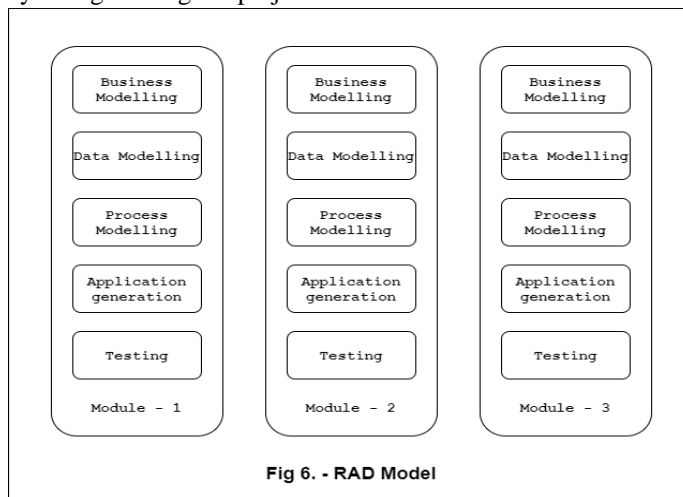 Business
Modelling
Data Modelling
Process
Modelling
Application
generation
Testing
Module - 1
Business
Modelling
Data Modelling
Process
Modelling
Application
generation
Testing
Module - 2
Business
Modelling
Data Modelling
Process
Modelling
Application
generation
Testing
Module - 3
Fig 6. - RAD Model